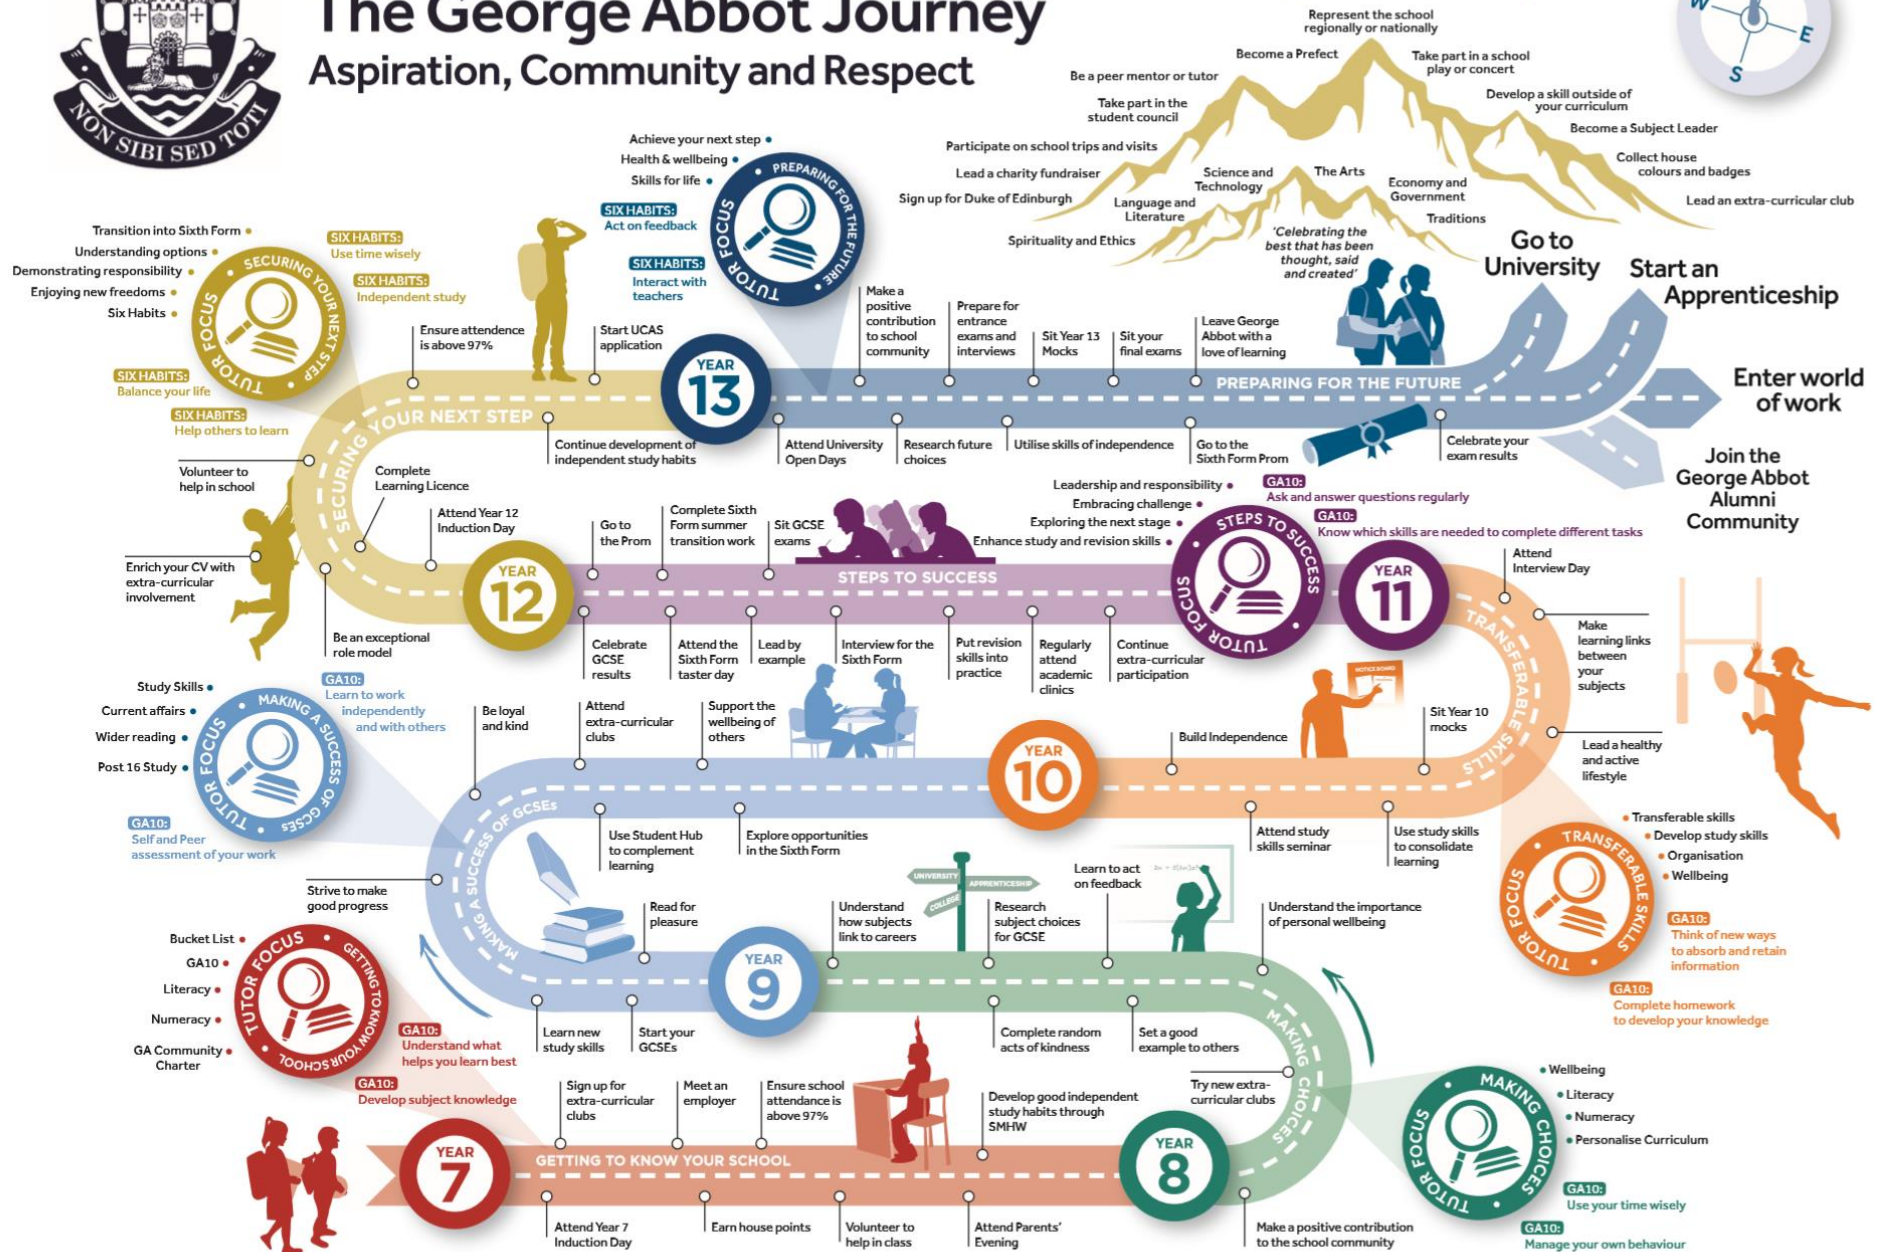 The George Abbot Journey
Aspiration, Community and Respect
NON SIBI SED TOTI
W
E
S
Represent the school
regionally or nationally
Become a Prefect
Take part in a school
play or concert
Be a peer mentor or tutor
Develop a skill outside of
your curriculum
Take part in the
student council
Become a Subject Leader
Participate on school trips and visits
Collect house
colours and badges
Lead a charity fundraiser
Sign up for Duke of Edinburgh
Lead an extra-curricular club
Science and
Technology
The Arts
Economy and
Government
Language and
Literature
Traditions
Spirituality and Ethics
'Celebrating the
best that has been
thought, said
and created'
Achieve your next step
Health & wellbeing
Skills for life
TUTOR FOCUS
PREPARING FOR THE FUTURE
SIX HABITS:
Act on feedback
SIX HABITS:
Interact with
teachers
Transition into Sixth Form
Understanding options
Demonstrating responsibility
Enjoying new freedoms
Six Habits
TUTOR FOCUS
SECURING YOUR NEXT STEP
SIX HABITS:
Use time wisely
SIX HABITS:
Independent study
SIX HABITS:
Balance your life
SIX HABITS:
Help others to learn
Go to
University
Start an
Apprenticeship
Enter world
of work
Join the
George Abbot
Alumni
Community
Ensure attendence
is above 97%
Start UCAS
application
YEAR
13
Make a
positive
contribution
to school
community
Prepare for
entrance
exams and
interviews
Sit Year 13
Mocks
Sit your
final exams
Leave George
Abbot with a
love of learning
PREPARING FOR THE FUTURE
SECURING YOUR NEXT STEP
Continue development of
independent study habits
Attend University
Open Days
Research future
choices
Utilise skills of independence
Go to the
Sixth Form Prom
Celebrate your
exam results
Volunteer to
help in school
Complete
Learning Licence
Attend Year 12
Induction Day
Enrich your CV with
extra-curricular
involvement
Be an exceptional
role model
YEAR
12
Go to
the Prom
Complete Sixth
Form summer
transition work
Sit GCSE
exams
STEPS TO SUCCESS
Leadership and responsibility
Embracing challenge
Exploring the next stage
Enhance study and revision skills
TUTOR FOCUS
STEPS TO SUCCESS
GA10:
Ask and answer questions regularly
GA10:
Know which skills are needed to complete different tasks
YEAR
11
Celebrate
GCSE
results
Attend the
Sixth Form
taster day
Lead by
example
Interview for the
Sixth Form
Put revision
skills into
practice
Regularly
attend
academic
clinics
Continue
extra-curricular
participation
Attend
Interview Day
Make
learning links
between
your
subjects
TRANSFERABLE SKILLS
Lead a healthy
and active
lifestyle
NOTICE BOARD
Sit Year 10
mocks
Build Independence
YEAR
10
Attend study
skills seminar
Use study skills
to consolidate
learning
TUTOR FOCUS
TRANSFERABLE SKILLS
Transferable skills
Develop study skills
Organisation
Wellbeing
GA10:
Think of new ways
to absorb and retain
information
GA10:
Complete homework
to develop your knowledge
Study Skills
Current affairs
Wider reading
Post 16 Study
TUTOR FOCUS
MAKING A SUCCESS OF GCSEs
GA10:
Learn to work
independently
and with others
GA10:
Self and Peer
assessment of your work
Be loyal
and kind
Attend
extra-curricular
clubs
Support the
wellbeing of
others
MAKING A SUCCESS OF GCSEs
Use Student Hub
to complement
learning
Explore opportunities
in the Sixth Form
Strive to make
good progress
Read for
pleasure
Learn new
study skills
Start your
GCSEs
YEAR
9
UNIVERSITY
APPRENTICESHIP
COLLEGE
Understand
how subjects
link to careers
Research
subject choices
for GCSE
Learn to act
on feedback
Understand the importance
of personal wellbeing
Complete random
acts of kindness
Set a good
example to others
Try new extra-
curricular clubs
MAKING CHOICES
Bucket List
GA10
Literacy
Numeracy
GA Community
Charter
TUTOR FOCUS
GETTING TO KNOW YOUR SCHOOL
GA10:
Understand what
helps you learn best
GA10:
Develop subject knowledge
YEAR
7
Sign up for
extra-curricular
clubs
Meet an
employer
Ensure school
attendance is
above 97%
Develop good independent
study habits through
SMHW
GETTING TO KNOW YOUR SCHOOL
Attend Year 7
Induction Day
Earn house points
Volunteer to
help in class
Attend Parents'
Evening
YEAR
8
Make a positive contribution
to the school community
TUTOR FOCUS
MAKING CHOICES
Wellbeing
Literacy
Numeracy
Personalise Curriculum
GA10:
Use your time wisely
GA10:
Manage your own behaviour